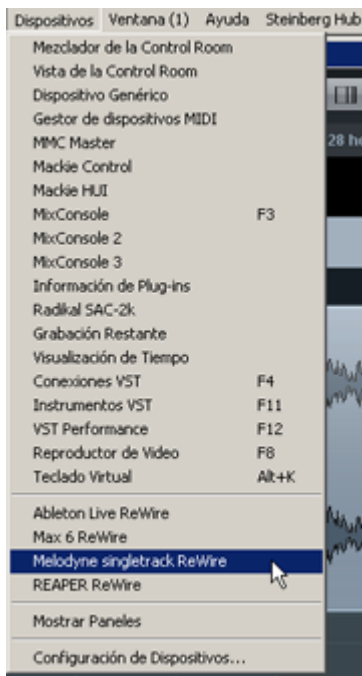 Dispositivos Ventana (1) Ayuda Steinberg Hub
Mezclador de la Control Room
Vista de la Control Room
Dispositivo Genérico
Gestor de dispositivos MIDI
28 h
MMC Master
Mackie Control
Mackie HUI
MixConsole F3
MixConsole 2
MixConsole 3
Información de Plug-ins
Radikal SAC-2k
Grabación Restante
Visualización de Tiempo
Conexiones VST F4
Instrumentos VST F11
VST Performance F12
Reproductor de Video F8
Teclado Virtual Alt+K
Ableton Live ReWire
Max 6 ReWire
Melodyne singletrack ReWire
REAPER ReWire
Mostrar Paneles
Configuración de Dispositivos...